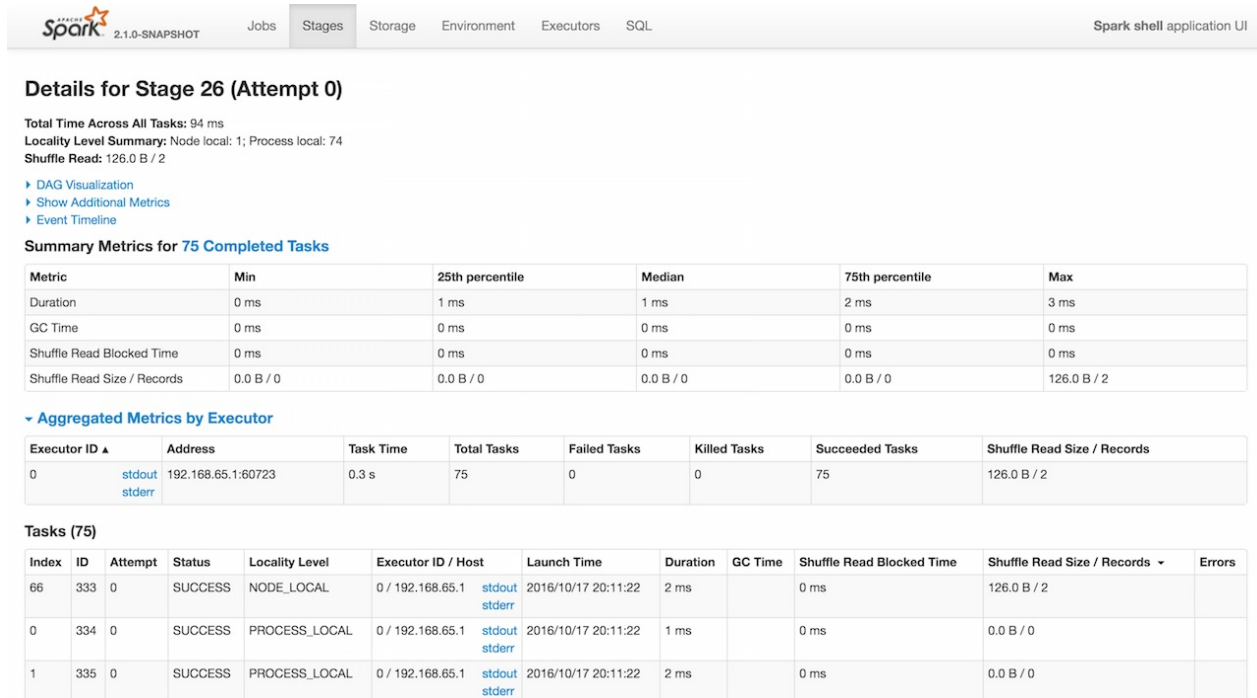 APACHE
Spark 2.1.0-SNAPSHOT Jobs Stages Storage Environment Executors SQL Spark shell application UI
Details for Stage 26 (Attempt 0)
Total Time Across All Tasks: 94 ms
Locality Level Summary: Node local: 1; Process local: 74
Shuffle Read: 126.0 B / 2
DAG Visualization
Show Additional Metrics
Event Timeline
Summary Metrics for 75 Completed Tasks
Metric Min 25th percentile Median 75th percentile Max
Duration 0 ms 1 ms 1 ms 2 ms 3 ms
GC Time 0 ms 0 ms 0 ms 0 ms 0 ms
Shuffle Read Blocked Time 0 ms 0 ms 0 ms 0 ms 0 ms
Shuffle Read Size / Records 0.0 B / 0 0.0 B / 0 0.0 B / 0 0.0 B / 0 126.0 B / 2
Aggregated Metrics by Executor
Executor ID ▴ Address Task Time Total Tasks Failed Tasks Killed Tasks Succeeded Tasks Shuffle Read Size / Records
0 stdout 192.168.65.1:60723 0.3 s 75 0 0 75 126.0 B / 2
stderr
Tasks (75)
Index ID Attempt Status Locality Level Executor ID / Host Launch Time Duration GC Time Shuffle Read Blocked Time Shuffle Read Size / Records ▾ Errors
66 333 0 SUCCESS NODE_LOCAL 0 / 192.168.65.1 stdout 2016/10/17 20:11:22 2 ms 0 ms 126.0 B / 2
stderr
0 334 0 SUCCESS PROCESS_LOCAL 0 / 192.168.65.1 stdout 2016/10/17 20:11:22 1 ms 0 ms 0.0 B / 0
stderr
1 335 0 SUCCESS PROCESS_LOCAL 0 / 192.168.65.1 stdout 2016/10/17 20:11:22 2 ms 0 ms 0.0 B / 0
stderr